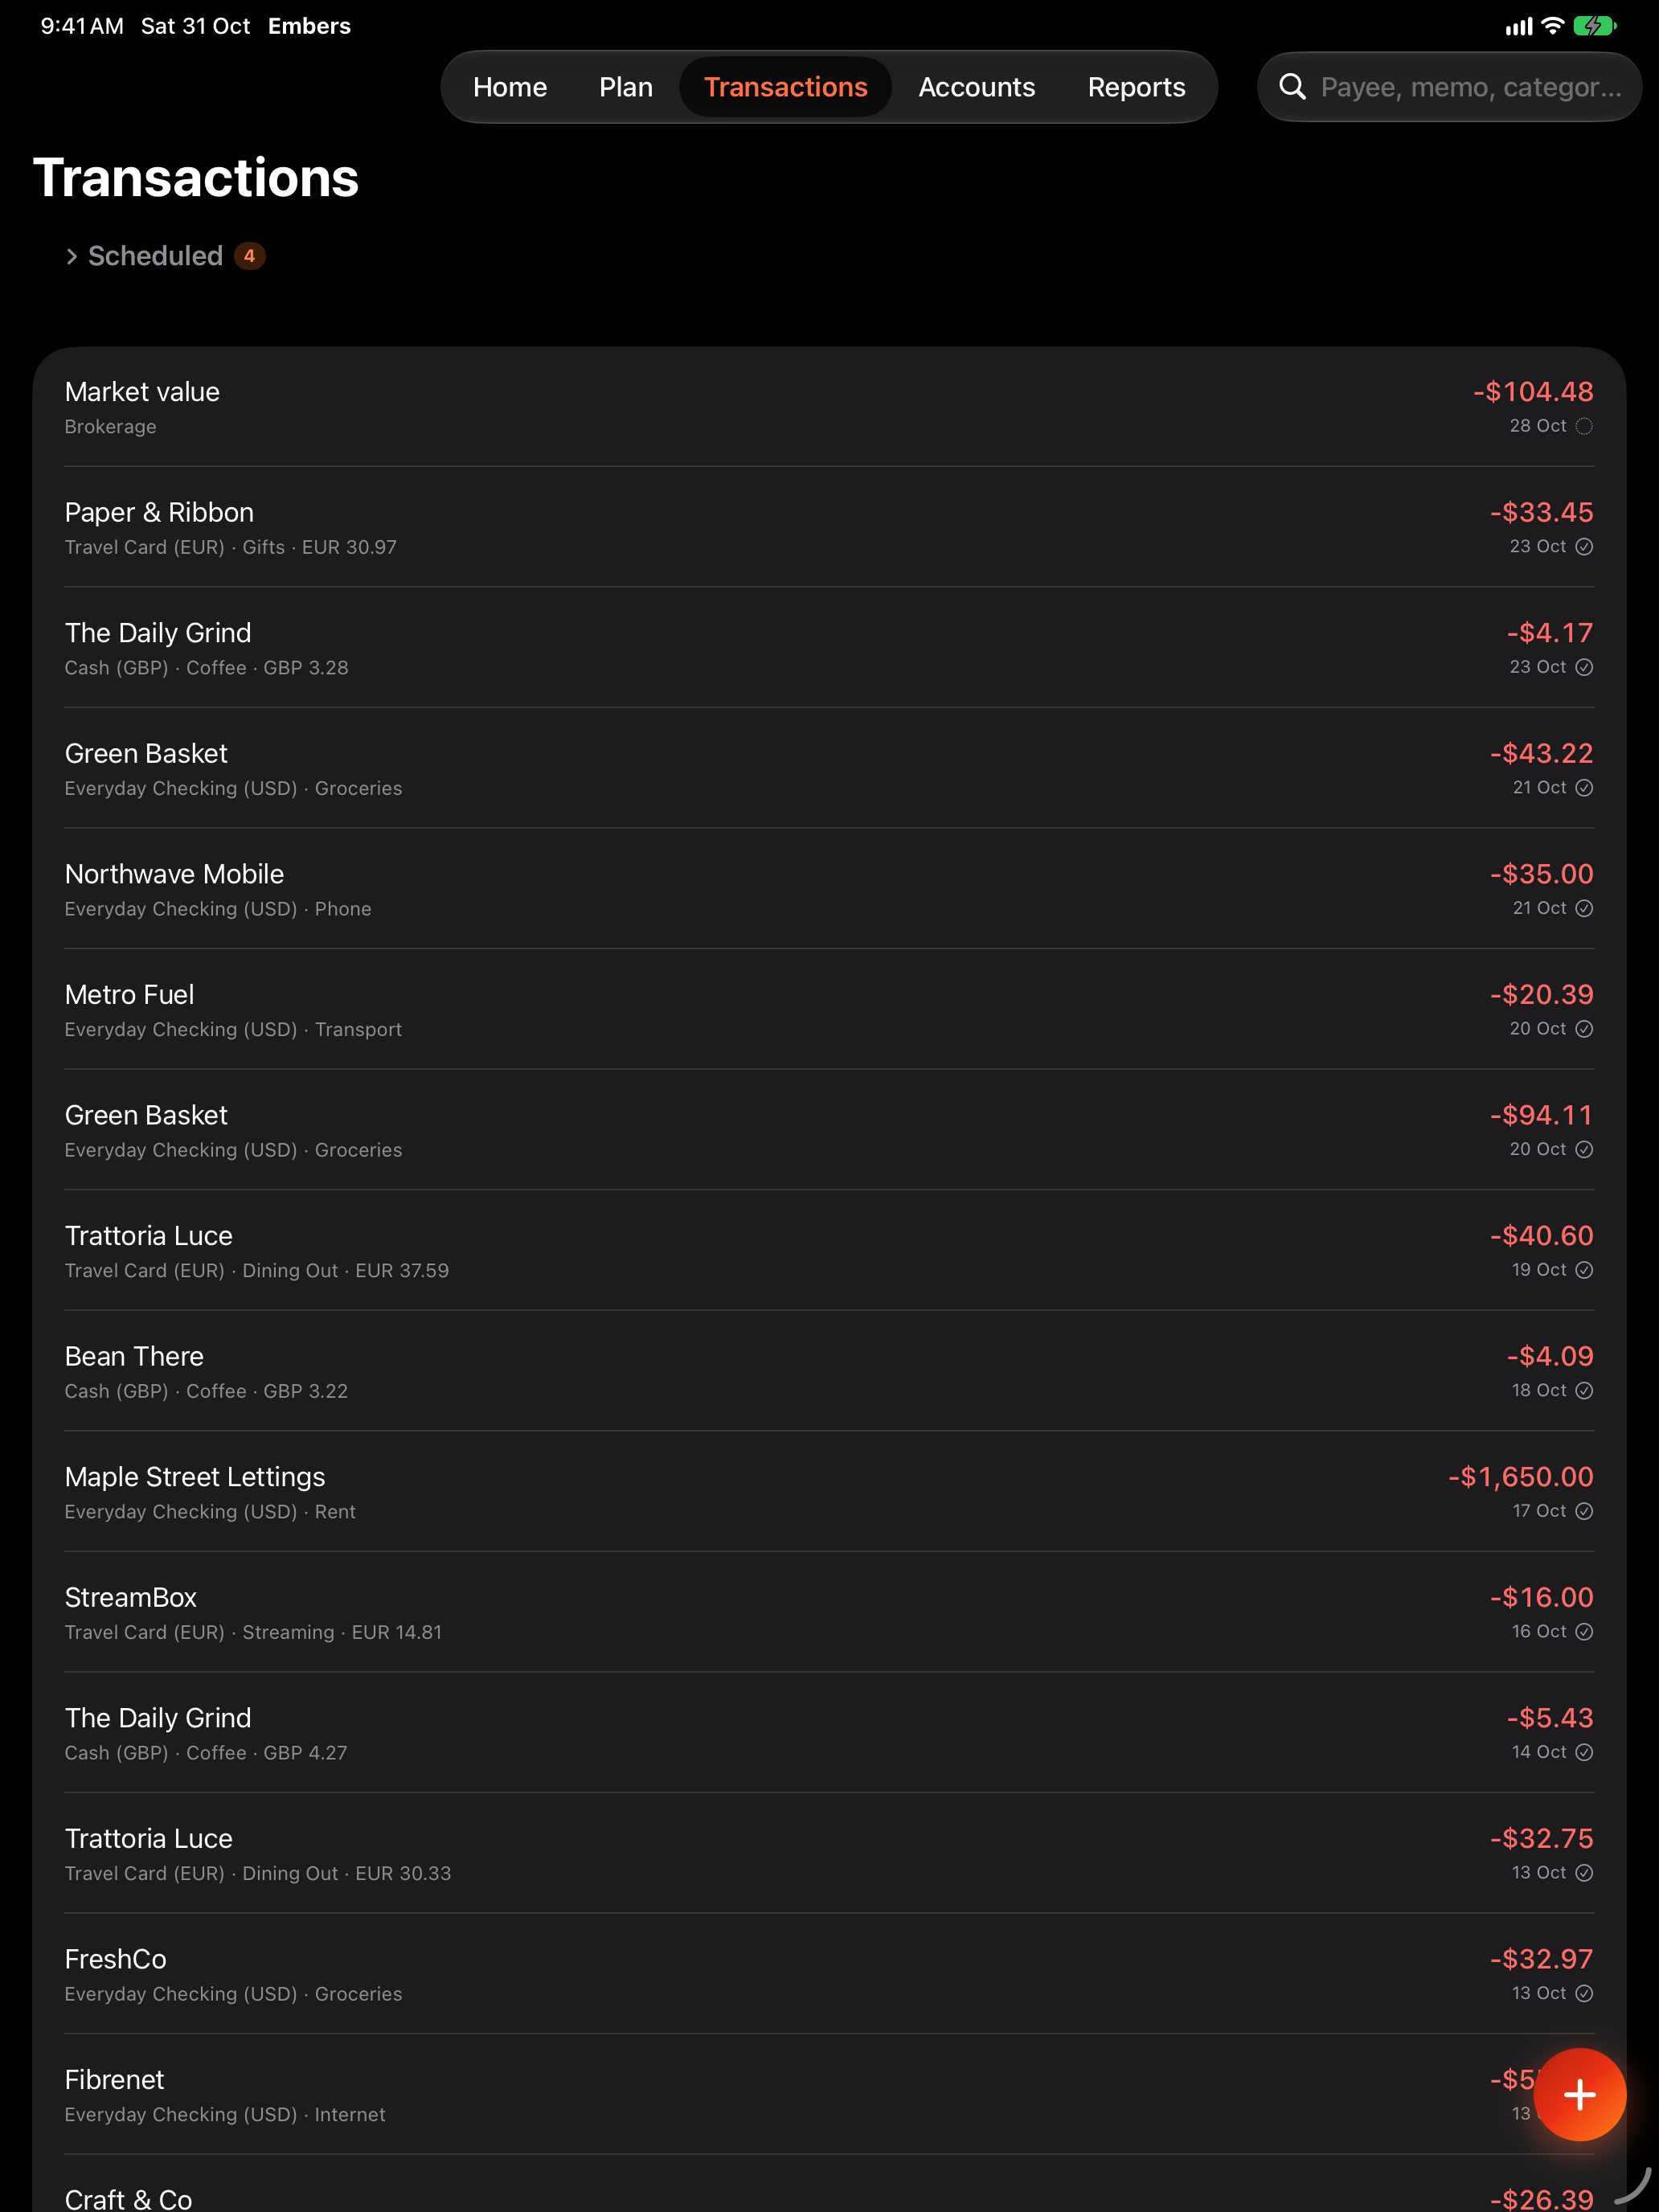 9:41 AM Sat 31 Oct Embers
Home Plan Transactions Accounts Reports
Payee, memo, categor...
Transactions
Scheduled 4
Market value -$104.48
Brokerage 28 Oct
Paper & Ribbon -$33.45
Travel Card (EUR) · Gifts · EUR 30.97 23 Oct
The Daily Grind -$4.17
Cash (GBP) · Coffee · GBP 3.28 23 Oct
Green Basket -$43.22
Everyday Checking (USD) · Groceries 21 Oct
Northwave Mobile -$35.00
Everyday Checking (USD) · Phone 21 Oct
Metro Fuel -$20.39
Everyday Checking (USD) · Transport 20 Oct
Green Basket -$94.11
Everyday Checking (USD) · Groceries 20 Oct
Trattoria Luce -$40.60
Travel Card (EUR) · Dining Out · EUR 37.59 19 Oct
Bean There -$4.09
Cash (GBP) · Coffee · GBP 3.22 18 Oct
Maple Street Lettings -$1,650.00
Everyday Checking (USD) · Rent 17 Oct
StreamBox -$16.00
Travel Card (EUR) · Streaming · EUR 14.81 16 Oct
The Daily Grind -$5.43
Cash (GBP) · Coffee · GBP 4.27 14 Oct
Trattoria Luce -$32.75
Travel Card (EUR) · Dining Out · EUR 30.33 13 Oct
FreshCo -$32.97
Everyday Checking (USD) · Groceries 13 Oct
Fibrenet
Everyday Checking (USD) · Internet 13
Craft & Co -$26.39